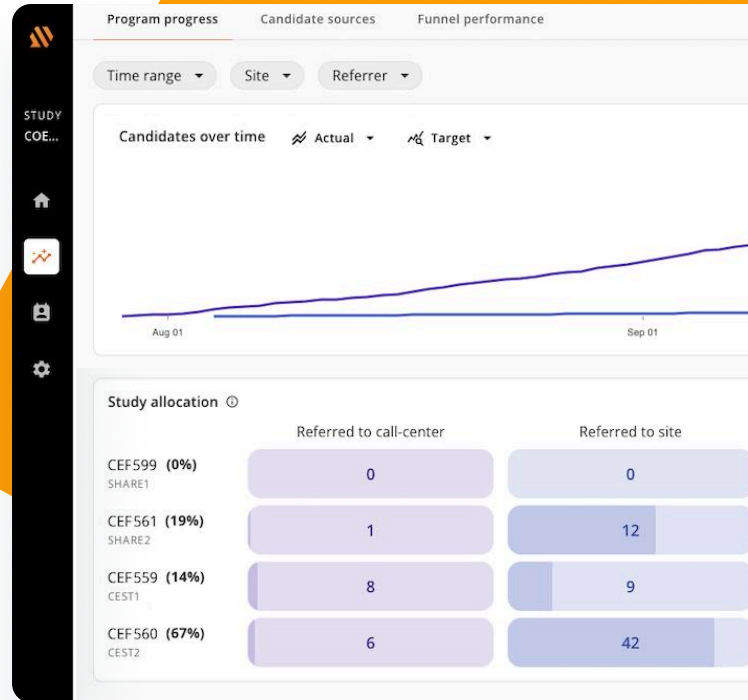 Program progress Candidate sources Funnel performance
Time range Site Referrer
STUDY
COE...
Candidates over time Actual Target
Aug 01 Sep 01
Study allocation
Referred to call-center Referred to site
CEF599 (0%) 0 0
SHARE1
CEF561 (19%) 1 12
SHARE2
CEF559 (14%) 8 9
CEST1
CEF560 (67%) 6 42
CEST2